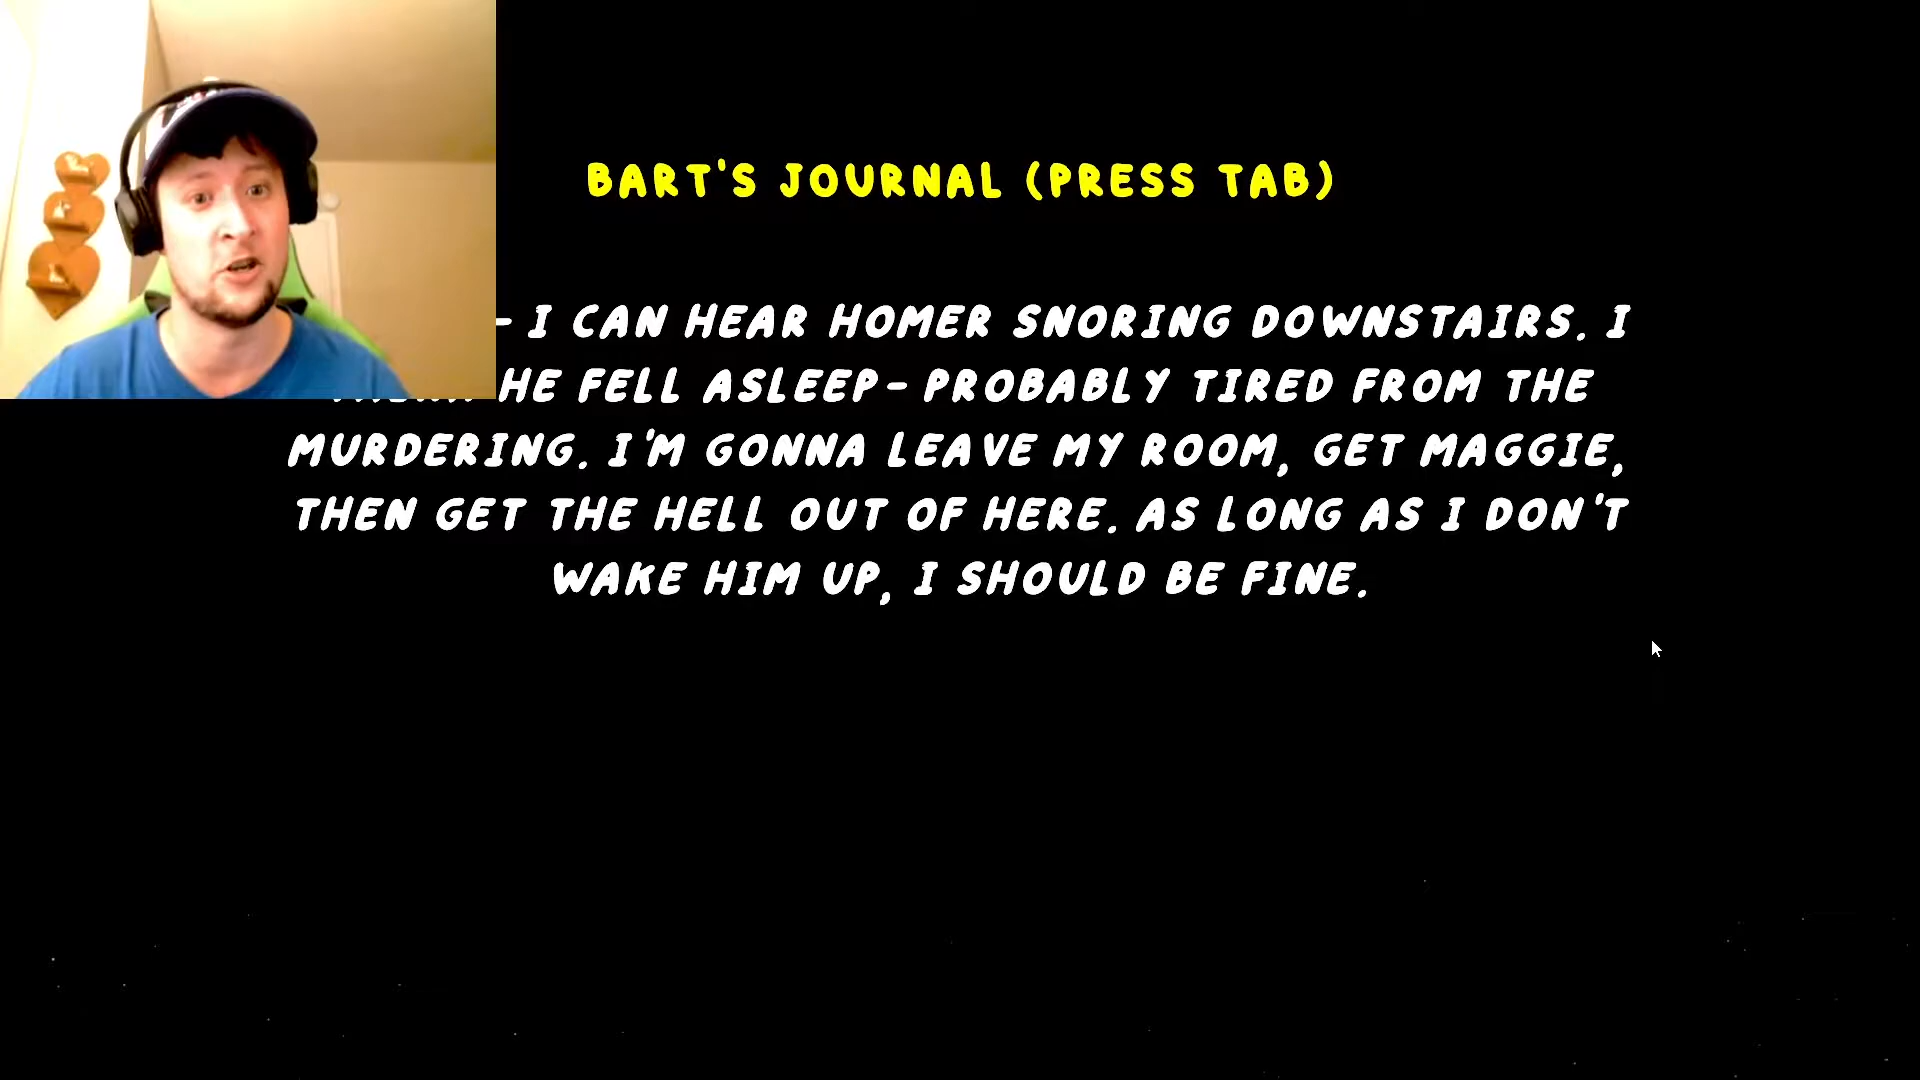 BART'S JOURNAL (PRESS TAB)
- I CAN HEAR HOMER SNORING DOWNSTAIRS. I
HE FELL ASLEEP- PROBABLY TIRED FROM THE
MURDERING. I'M GONNA LEAVE MY ROOM, GET MAGGIE,
THEN GET THE HELL OUT OF HERE. AS LONG AS I DON'T
WAKE HIM UP, I SHOULD BE FINE.